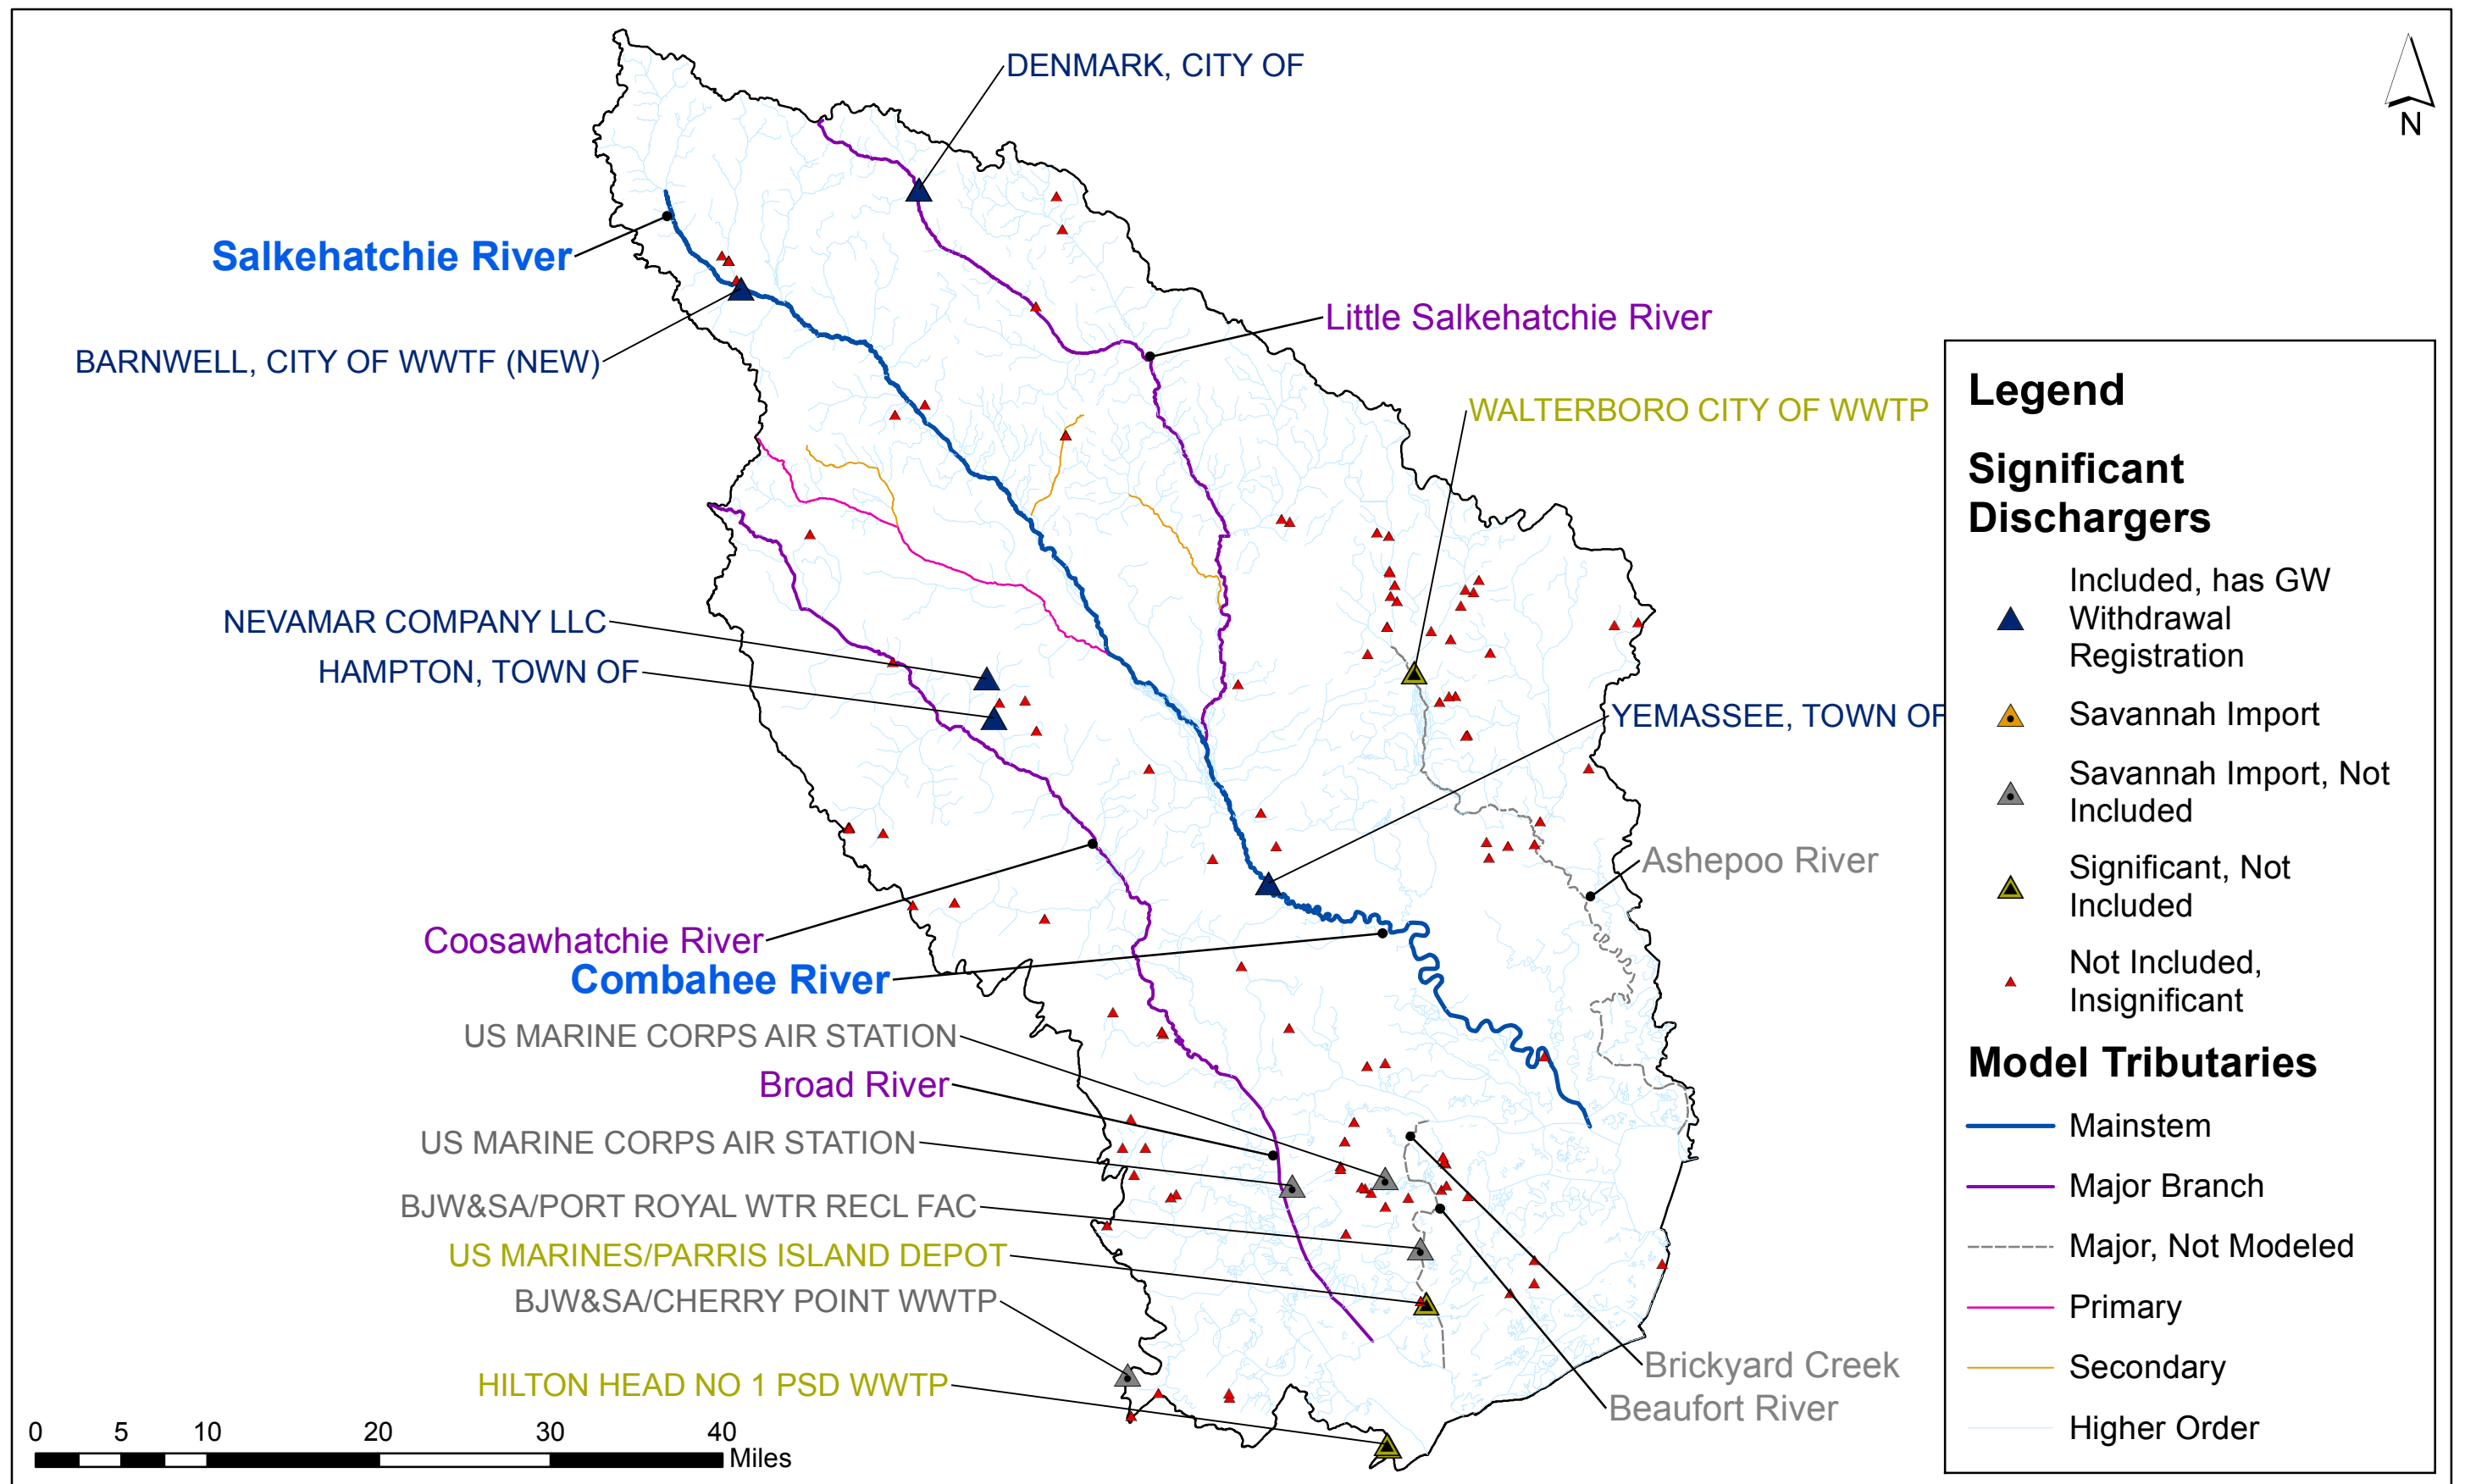 DENMARK, CITY OF
N
Salkehatchie River
Little Salkehatchie River
BARNWELL, CITY OF WWTF (NEW)
WALTERBORO CITY OF WWTP
NEVAMAR COMPANY LLC
HAMPTON, TOWN OF
YEMASSEE, TOWN OF
Ashepoo River
Coosawhatchie River
Combahee River
US MARINE CORPS AIR STATION
Broad River
US MARINE CORPS AIR STATION
BJW&SA/PORT ROYAL WTR RECL FAC
US MARINES/PARRIS ISLAND DEPOT
BJW&SA/CHERRY POINT WWTP
HILTON HEAD NO 1 PSD WWTP
Brickyard Creek
Beaufort River
0 5 10 20 30 40
Miles
Legend
Significant
Dischargers
Included, has GW
Withdrawal
Registration
Savannah Import
Savannah Import, Not
Included
Significant, Not
Included
Not Included,
Insignificant
Model Tributaries
Mainstem
Major Branch
Major, Not Modeled
Primary
Secondary
Higher Order